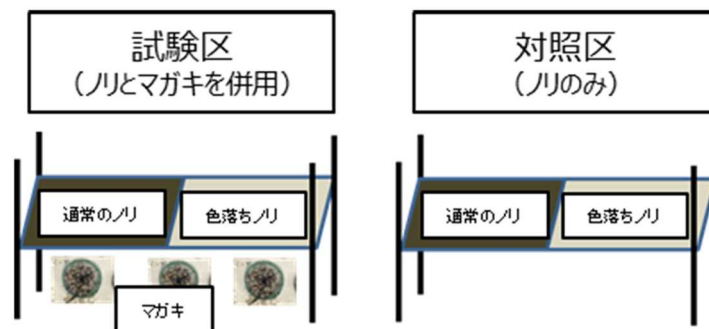 試験区
（ノリとマガキを併用）
対照区
（ノリのみ）
通常のノリ
色落ちノリ
マガキ
通常のノリ
色落ちノリ